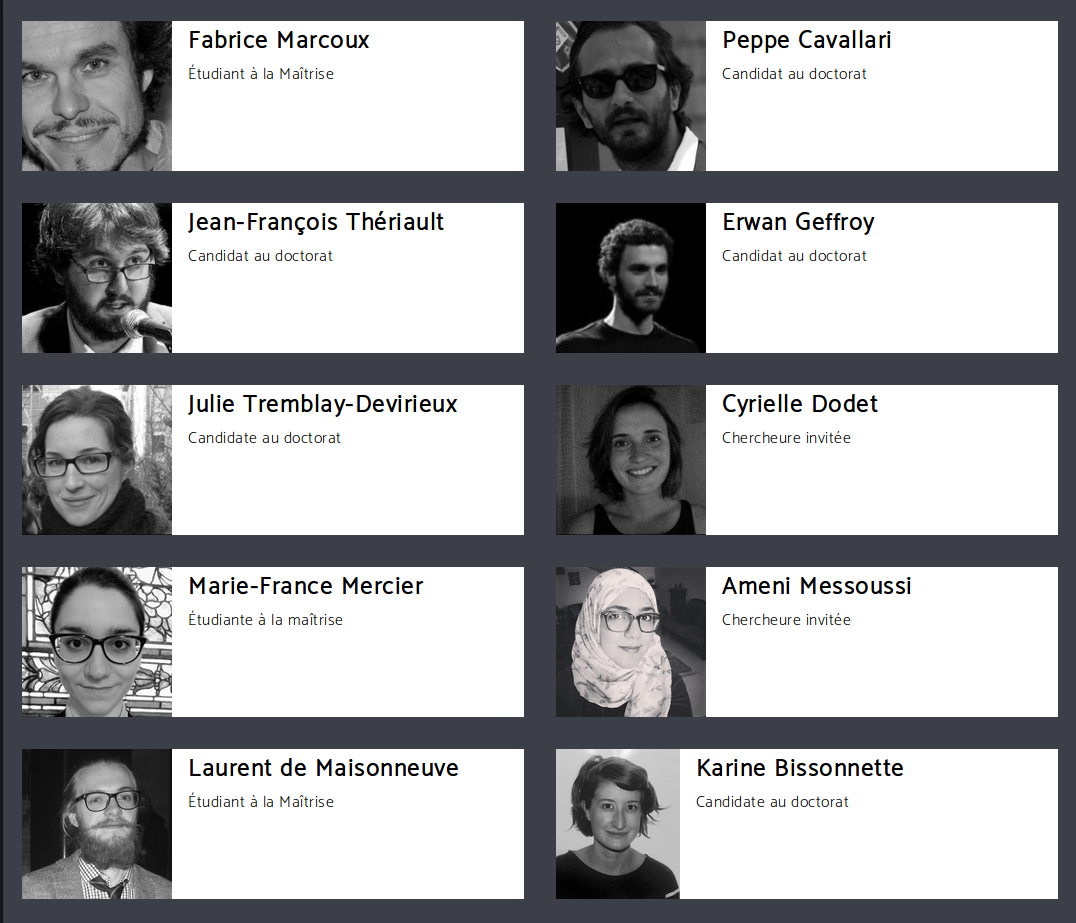 Fabrice Marcoux
Étudiant à la Maîtrise
Peppe Cavallari
Candidat au doctorat
Jean-François Thériault
Candidat au doctorat
Erwan Geffroy
Candidat au doctorat
Julie Tremblay-Devirieux
Candidate au doctorat
Cyrielle Dodet
Chercheure invitée
Marie-France Mercier
Étudiante à la maîtrise
Ameni Messoussi
Chercheure invitée
Laurent de Maisonneuve
Étudiant à la Maîtrise
Karine Bissonnette
Candidate au doctorat